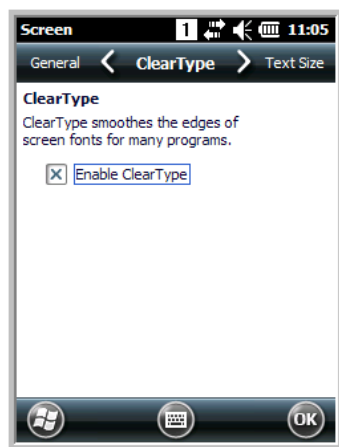 Screen 1 11:05
General ClearType Text Size
ClearType
ClearType smoothes the edges of
screen fonts for many programs.
Enable ClearType
OK